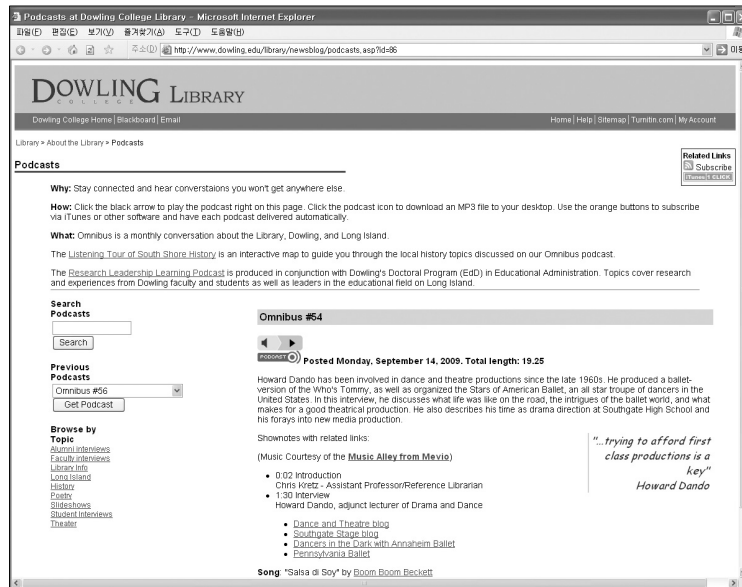 Podcasts at Dowling College Library - Microsoft Internet Explorer
파일(F) 편집(E) 보기(V) 즐겨찾기(A) 도구(T) 도움말(H)
주소(D) http://www.dowling.edu/library/newsblog/podcasts.asp?id=86
DOWLING LIBRARY
COLLEGE
Dowling College Home | Blackboard | Email
Home | Help | Sitemap | Turnitin.com | My Account
Library > About the Library > Podcasts
Podcasts
Related Links
Subscribe
iTunes 1 CLICK
Why: Stay connected and hear converstaions you won't get anywhere else.
How: Click the black arrow to play the podcast right on this page. Click the podcast icon to download an MP3 file to your desktop. Use the orange buttons to subscribe
via iTunes or other software and have each podcast delivered automatically.
What: Omnibus is a monthly conversation about the Library, Dowling, and Long Island.
The Listening Tour of South Shore History is an interactive map to guide you through the local history topics discussed on our Omnibus podcast.
The Research Leadership Learning Podcast is produced in conjunction with Dowling's Doctoral Program (EdD) in Educational Administration. Topics cover research
and experiences from Dowling faculty and students as well as leaders in the educational field on Long Island.
Search
Podcasts
Search
Previous
Podcasts
Omnibus #56
Get Podcast
Browse by
Topic
Alumni interviews
Faculty interviews
Library Info
Long Island
History
Poetry
Slideshows
Student Interviews
Theater
Omnibus #54
PODCAST Posted Monday, September 14, 2009. Total length: 19.25
Howard Dando has been involved in dance and theatre productions since the late 1960s. He produced a ballet-
version of the Who's Tommy, as well as organized the Stars of American Ballet, an all star troupe of dancers in the
United States. In this interview, he discusses what life was like on the road, the intrigues of the ballet world, and what
makes for a good theatrical production. He also describes his time as drama direction at Southgate High School and
his forays into new media production.
Shownotes with related links:
(Music Courtesy of the Music Alley from Mevio)
"...trying to afford first
class productions is a
key"
Howard Dando
0:02 Introduction
Chris Kretz - Assistant Professor/Reference Librarian
1:30 Interview
Howard Dando, adjunct lecturer of Drama and Dance
Dance and Theatre blog
Southgate Stage blog
Dancers in the Dark with Annaheim Ballet
Pennsylvania Ballet
Song: "Salsa di Soy" by Boom Boom Beckett